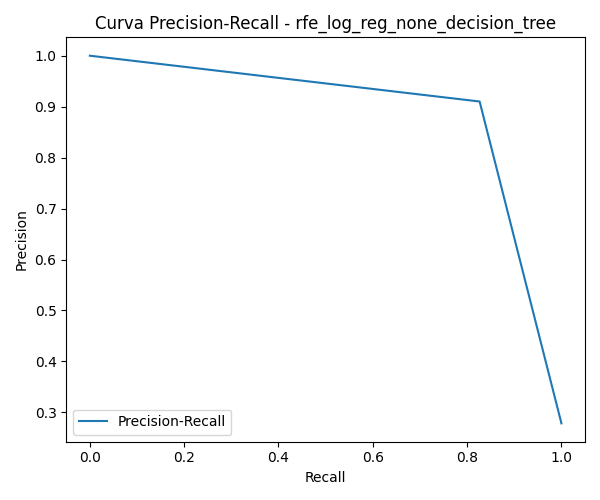 Curva Precision-Recall - rfe_log_reg_none_decision_tree
1.0
0.9
0.8
0.7
0.6
0.5
0.4
0.3
Precision
Precision-Recall
0.0 0.2 0.4 0.6 0.8 1.0
Recall